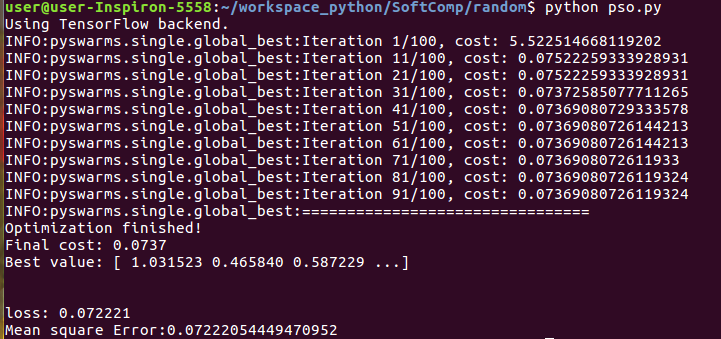 user@user-Inspiron-5558:~/workspace_python/SoftComp/random$ python pso.py
Using TensorFlow backend.
INFO:pyswarms.single.global_best:Iteration 1/100, cost: 5.522514668119202
INFO:pyswarms.single.global_best:Iteration 11/100, cost: 0.07522259333928931
INFO:pyswarms.single.global_best:Iteration 21/100, cost: 0.07522259333928931
INFO:pyswarms.single.global_best:Iteration 31/100, cost: 0.07372585077711265
INFO:pyswarms.single.global_best:Iteration 41/100, cost: 0.07369080729333578
INFO:pyswarms.single.global_best:Iteration 51/100, cost: 0.07369080726144213
INFO:pyswarms.single.global_best:Iteration 61/100, cost: 0.07369080726144213
INFO:pyswarms.single.global_best:Iteration 71/100, cost: 0.0736908072611933
INFO:pyswarms.single.global_best:Iteration 81/100, cost: 0.07369080726119324
INFO:pyswarms.single.global_best:Iteration 91/100, cost: 0.07369080726119324
INFO:pyswarms.single.global_best:================================
Optimization finished!
Final cost: 0.0737
Best value: [ 1.031523 0.465840 0.587229 ...]
loss: 0.072221
Mean square Error:0.07222054449470952